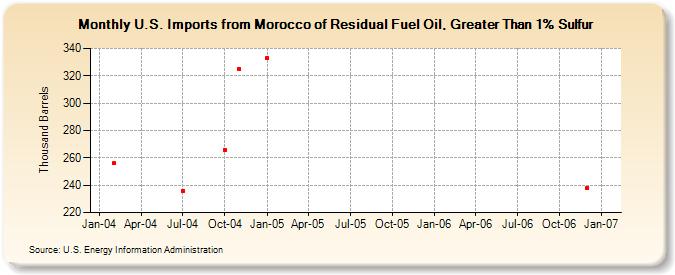 Monthly U.S. Imports from Morocco of Residual Fuel Oil, Greater Than 1% Sulfur
Thousand Barrels
340
320
300
280
260
240
220
Jan-04 Apr-04 Jul-04 Oct-04 Jan-05 Apr-05 Jul-05 Oct-05 Jan-06 Apr-06 Jul-06 Oct-06 Jan-07
Source: U.S. Energy Information Administration